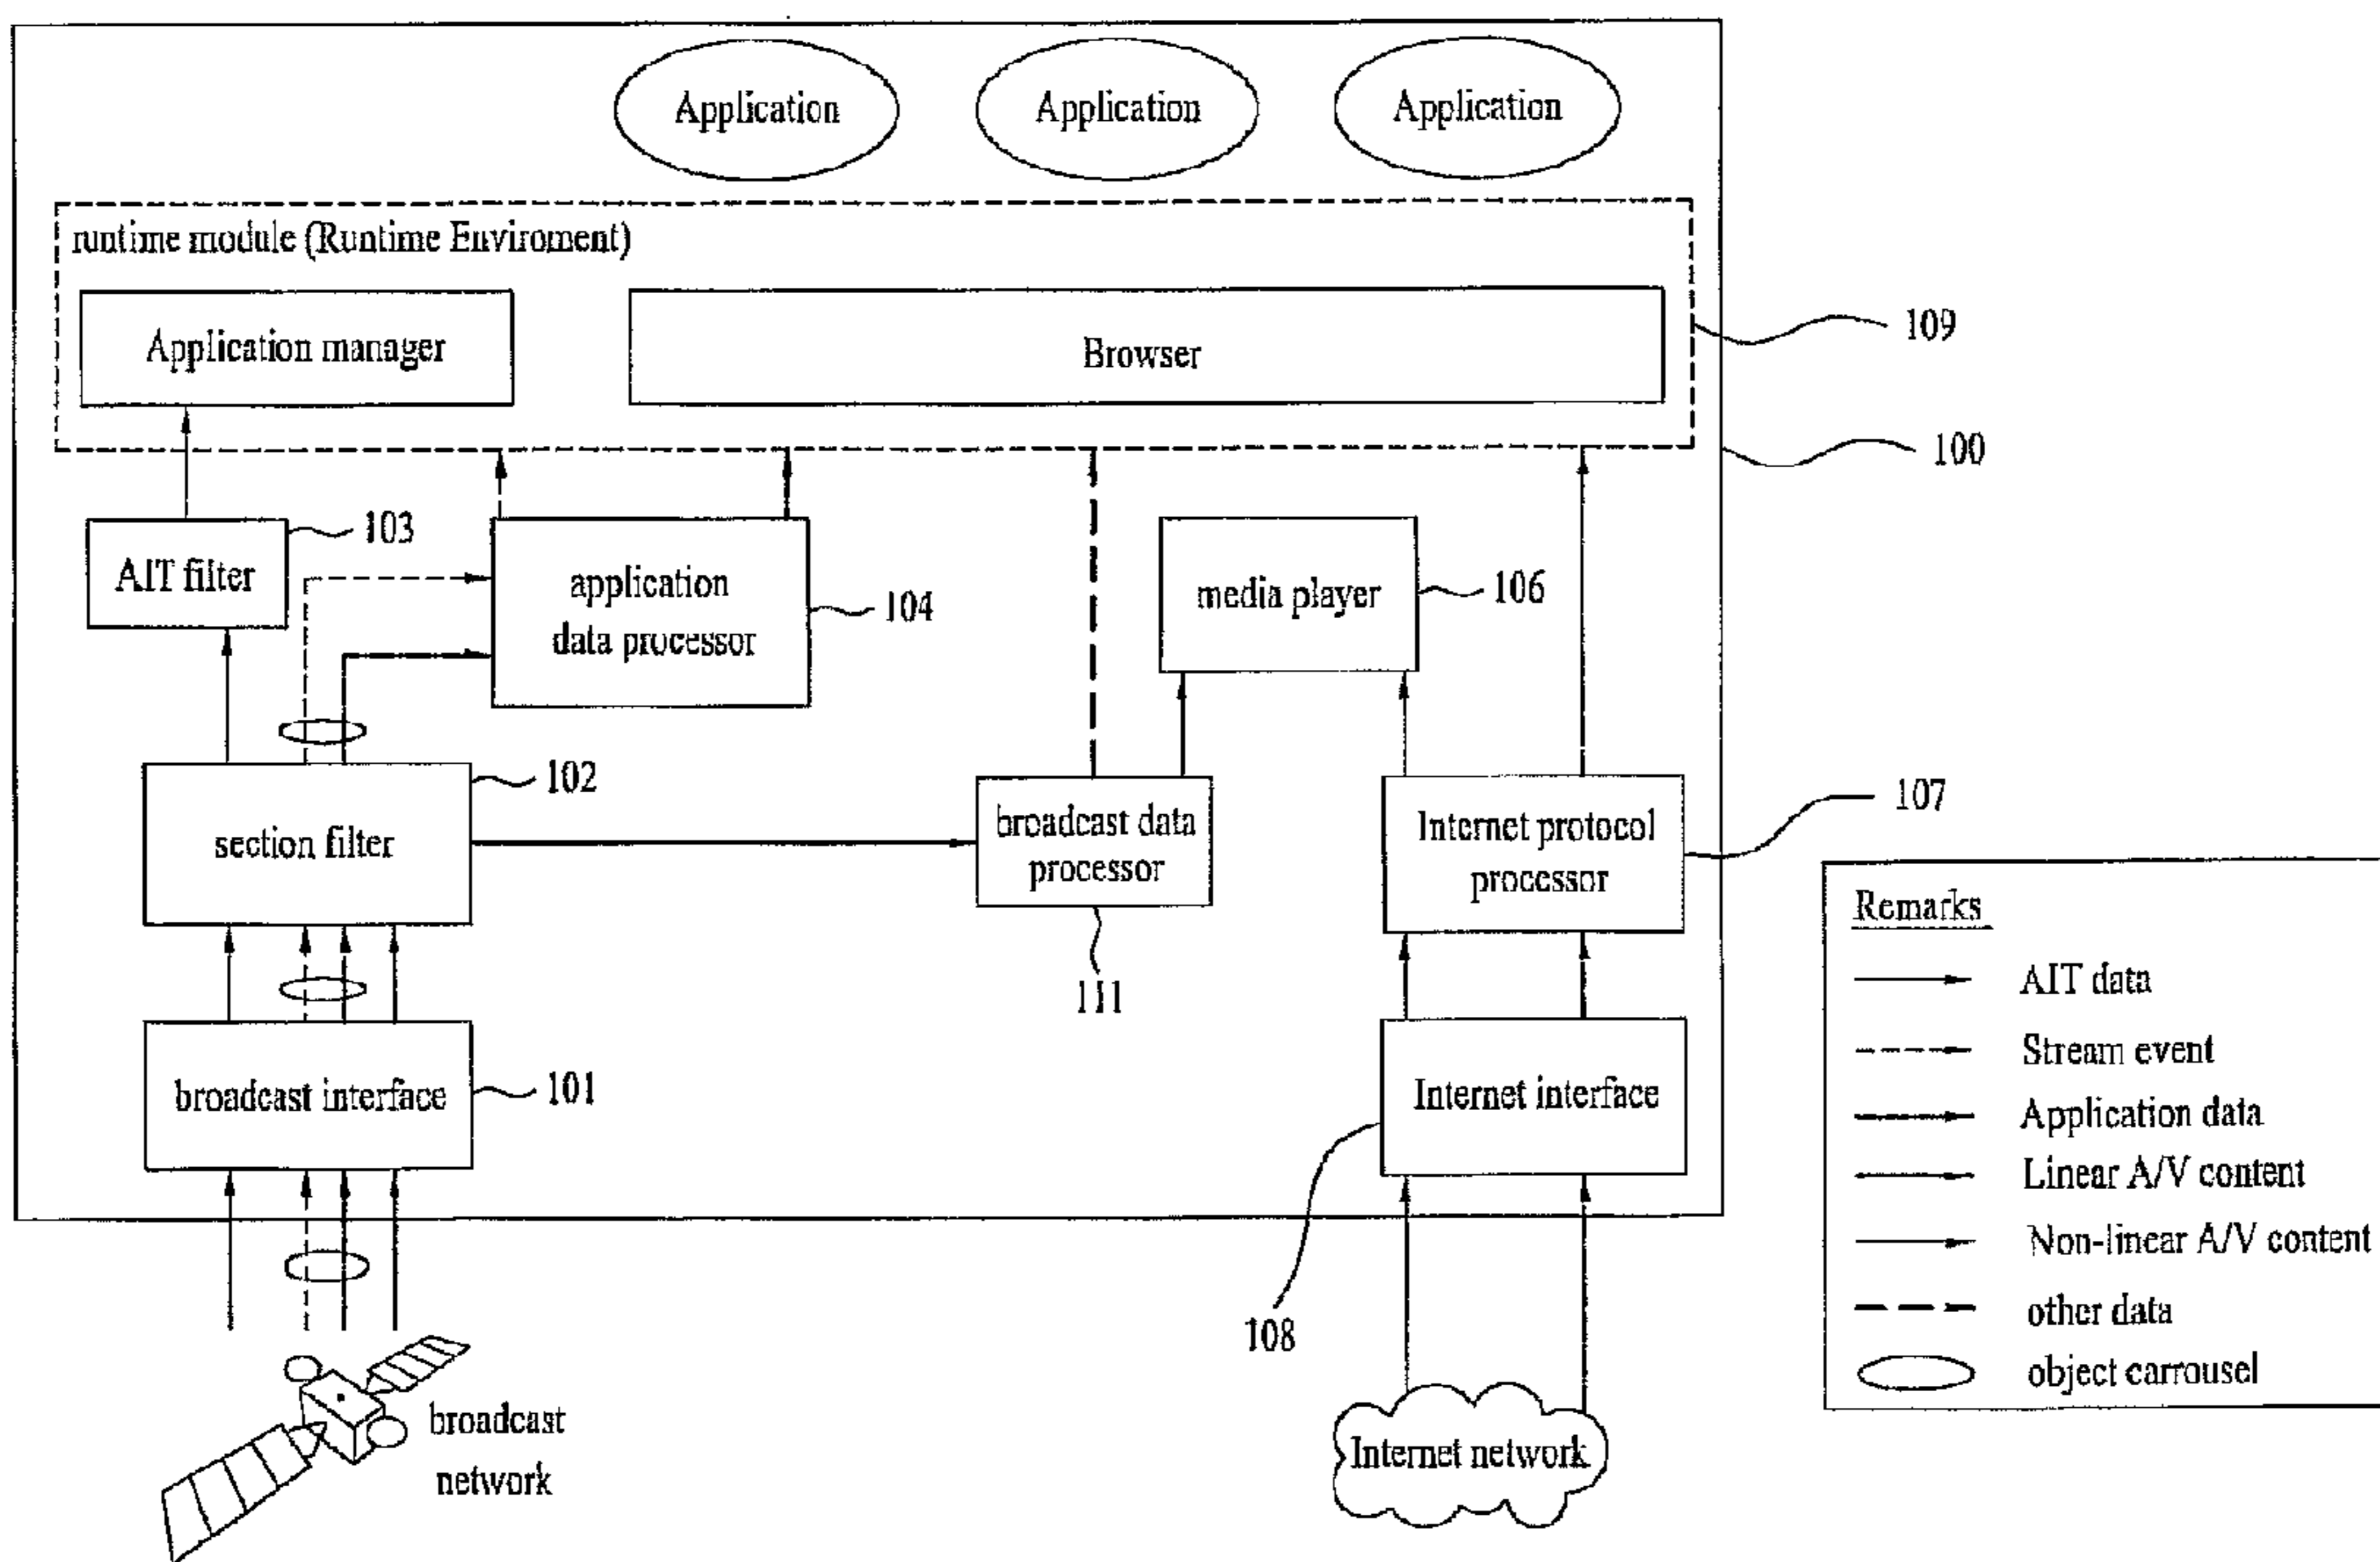 Application
Application
Application
runtime module (Runtime Enviroment)
Application manager
Browser
109
100
AIT filter
103
application
data processor
104
media player
106
section filter
102
broadcast data
processor
111
Internet protocol
processor
107
broadcast interface
101
Internet interface
108
broadcast
network
Internet network
Remarks
AIT data
Stream event
Application data
Linear A/V content
Non-linear A/V content
other data
object carrousel